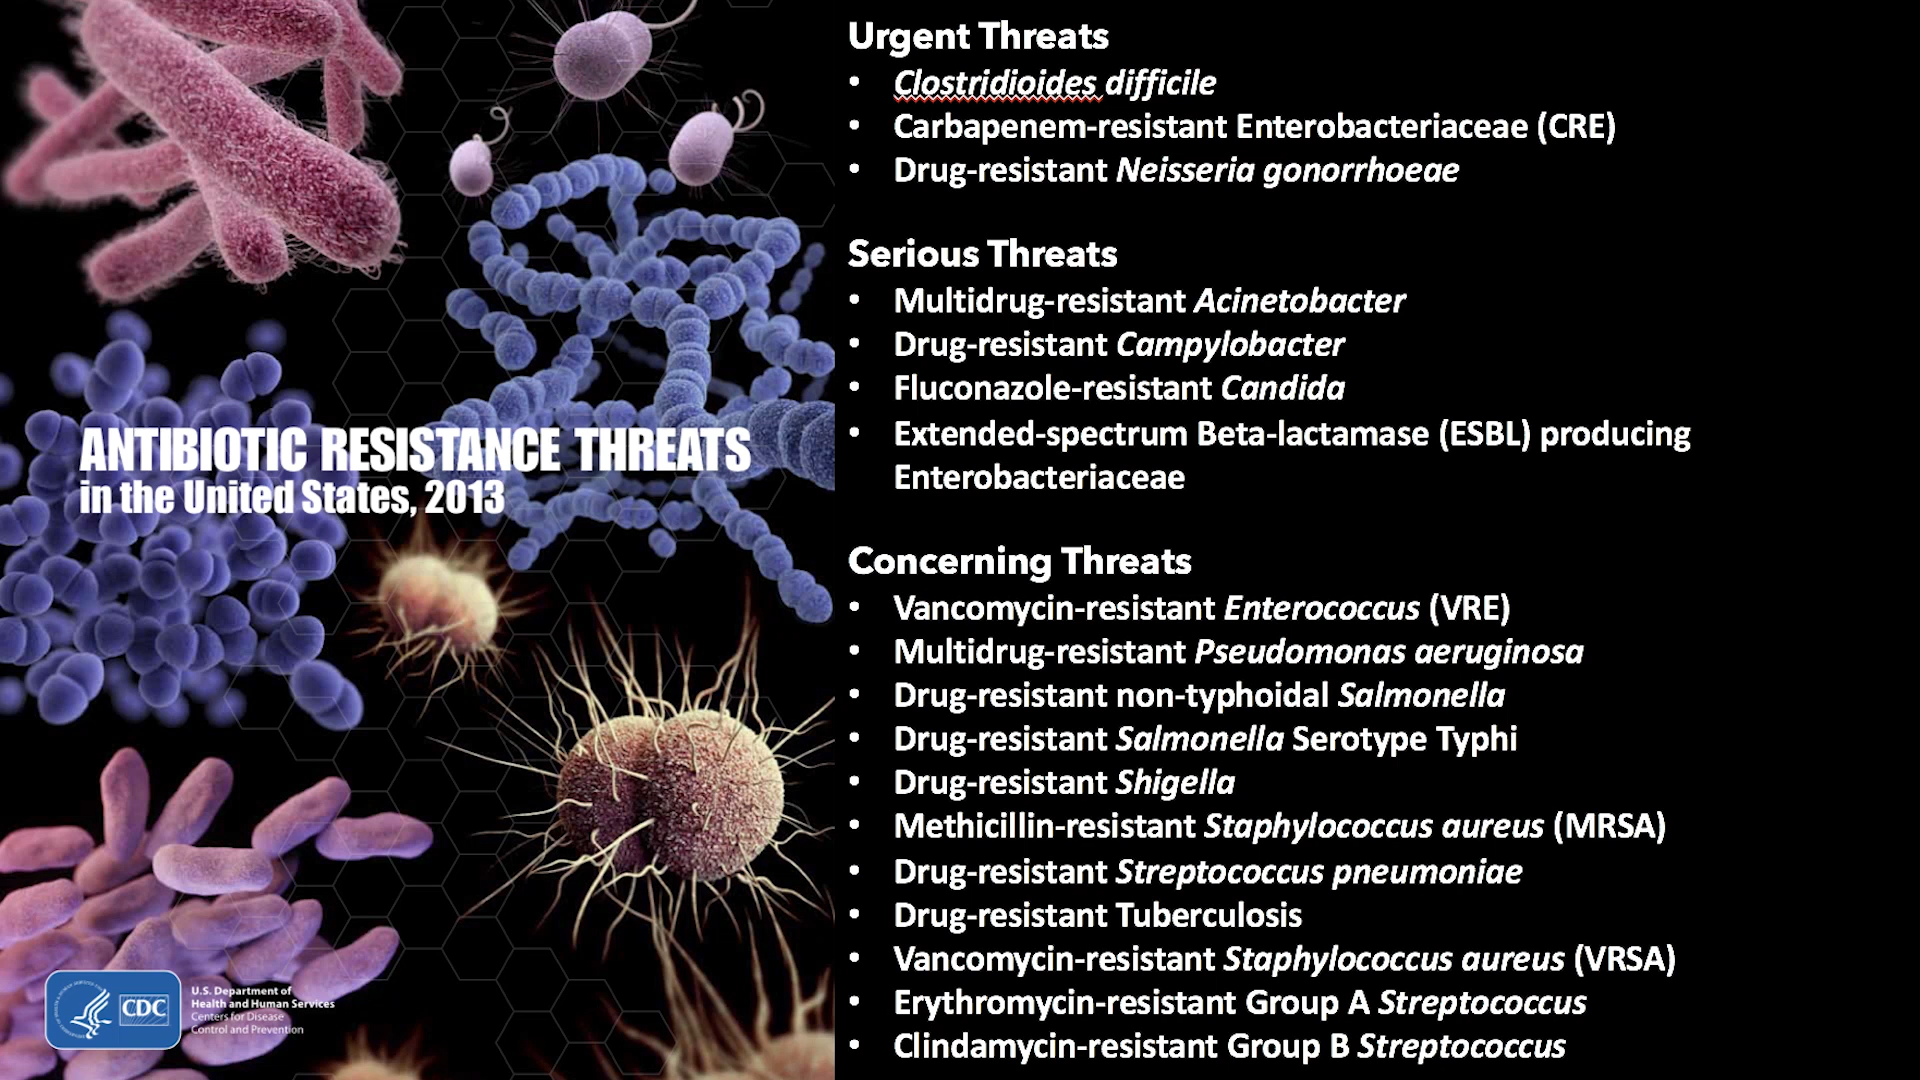 ANTIBIOTIC RESISTANCE THREATS
in the United States, 2013
CDC
U.S. Department of
Health and Human Services
Centers for Disease
Control and Prevention
Urgent Threats
• Clostridioides difficile
• Carbapenem-resistant Enterobacteriaceae (CRE)
• Drug-resistant Neisseria gonorrhoeae
Serious Threats
• Multidrug-resistant Acinetobacter
• Drug-resistant Campylobacter
• Fluconazole-resistant Candida
• Extended-spectrum Beta-lactamase (ESBL) producing
Enterobacteriaceae
Concerning Threats
• Vancomycin-resistant Enterococcus (VRE)
• Multidrug-resistant Pseudomonas aeruginosa
• Drug-resistant non-typhoidal Salmonella
• Drug-resistant Salmonella Serotype Typhi
• Drug-resistant Shigella
• Methicillin-resistant Staphylococcus aureus (MRSA)
• Drug-resistant Streptococcus pneumoniae
• Drug-resistant Tuberculosis
• Vancomycin-resistant Staphylococcus aureus (VRSA)
• Erythromycin-resistant Group A Streptococcus
• Clindamycin-resistant Group B Streptococcus